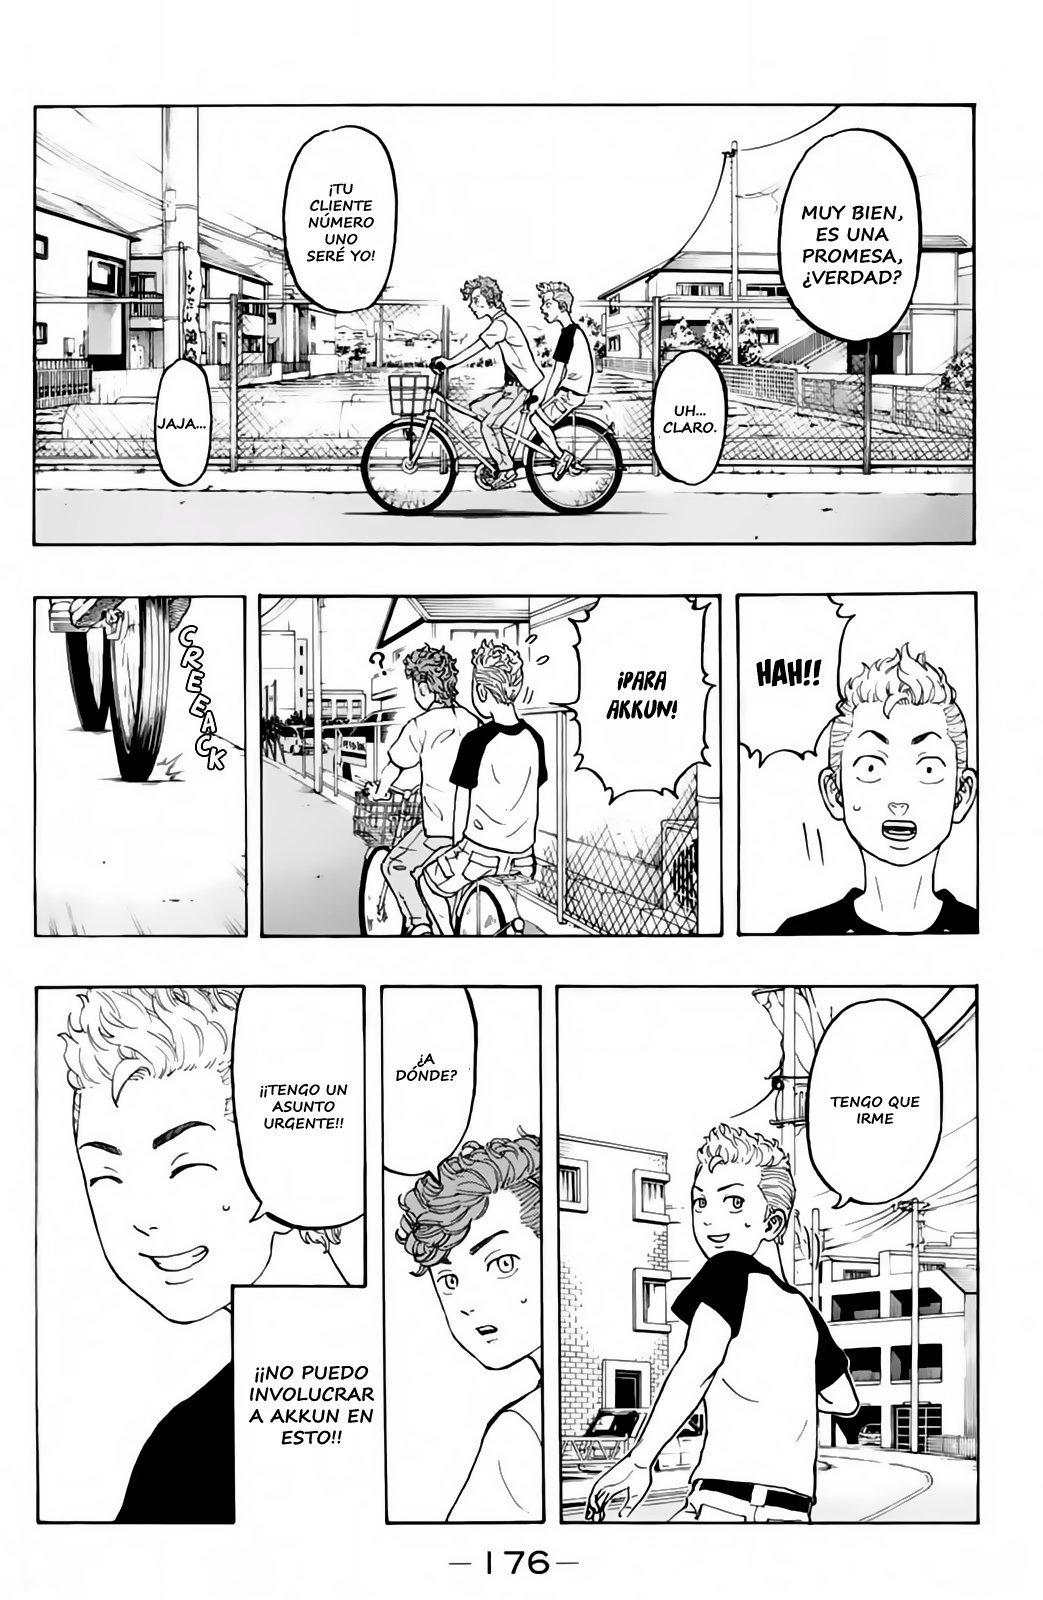 MUY BIEN,
ES UNA
PROMESA,
¿VERDAD?
UH...
CLARO.
¡TU
CLIENTE
NÚMERO
UNO
SERÉ YO!
JAJA...
HAH!!
¡PARA
AKKUN!
?
CREEACK
TENGO QUE
IRME
¿A
DÓNDE?
¡¡TENGO UN
ASUNTO
URGENTE!!
¡¡NO PUEDO
INVOLUCRAR
A AKKUN EN
ESTO!!
—176—